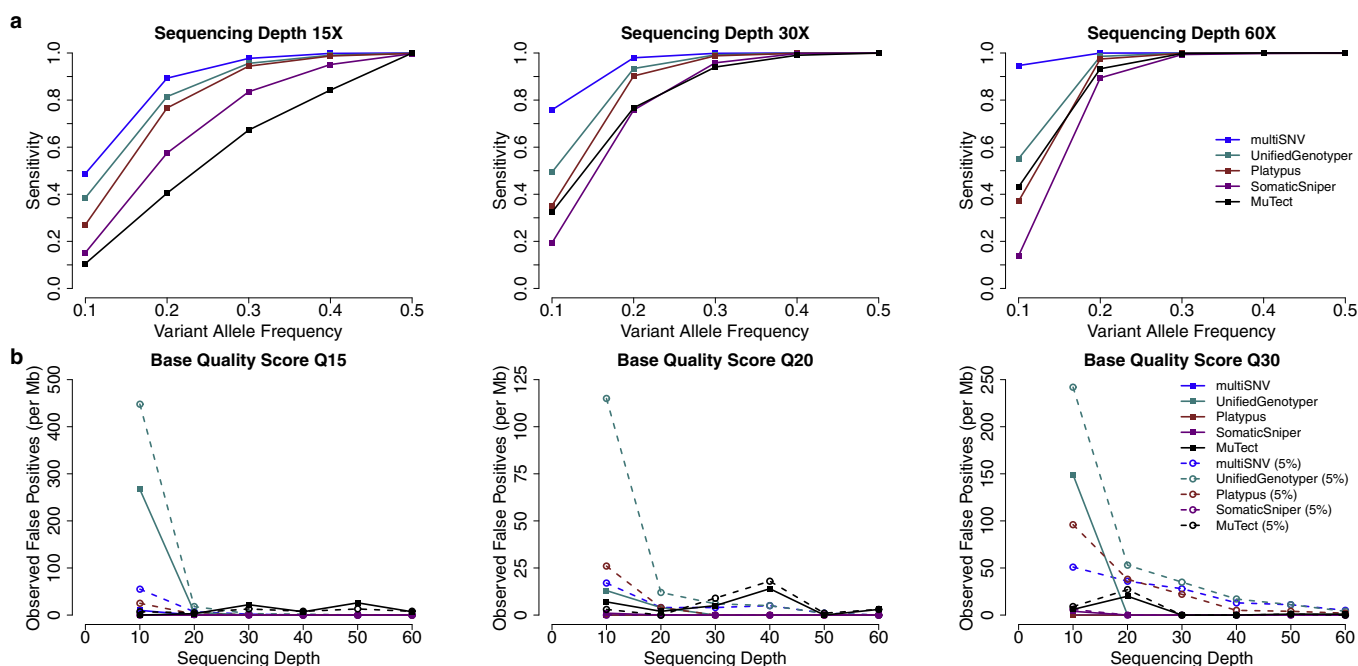 a
Sequencing Depth 15X
Sequencing Depth 30X
Sequencing Depth 60X
Sensitivity
0.0 0.2 0.4 0.6 0.8 1.0
0.1 0.2 0.3 0.4 0.5
Variant Allele Frequency
Sensitivity
0.0 0.2 0.4 0.6 0.8 1.0
0.1 0.2 0.3 0.4 0.5
Variant Allele Frequency
Sensitivity
0.0 0.2 0.4 0.6 0.8 1.0
0.1 0.2 0.3 0.4 0.5
Variant Allele Frequency
multiSNV
UnifiedGenotyper
Platypus
SomaticSniper
MuTect
b
Base Quality Score Q15
Base Quality Score Q20
Base Quality Score Q30
Observed False Positives (per Mb)
0 100 200 300 400 500
0 10 20 30 40 50 60
Sequencing Depth
Observed False Positives (per Mb)
0 25 50 75 100 125
0 10 20 30 40 50 60
Sequencing Depth
Observed False Positives (per Mb)
0 50 100 150 200 250
0 10 20 30 40 50 60
Sequencing Depth
multiSNV
UnifiedGenotyper
Platypus
SomaticSniper
MuTect
multiSNV (5%)
UnifiedGenotyper (5%)
Platypus (5%)
SomaticSniper (5%)
MuTect (5%)